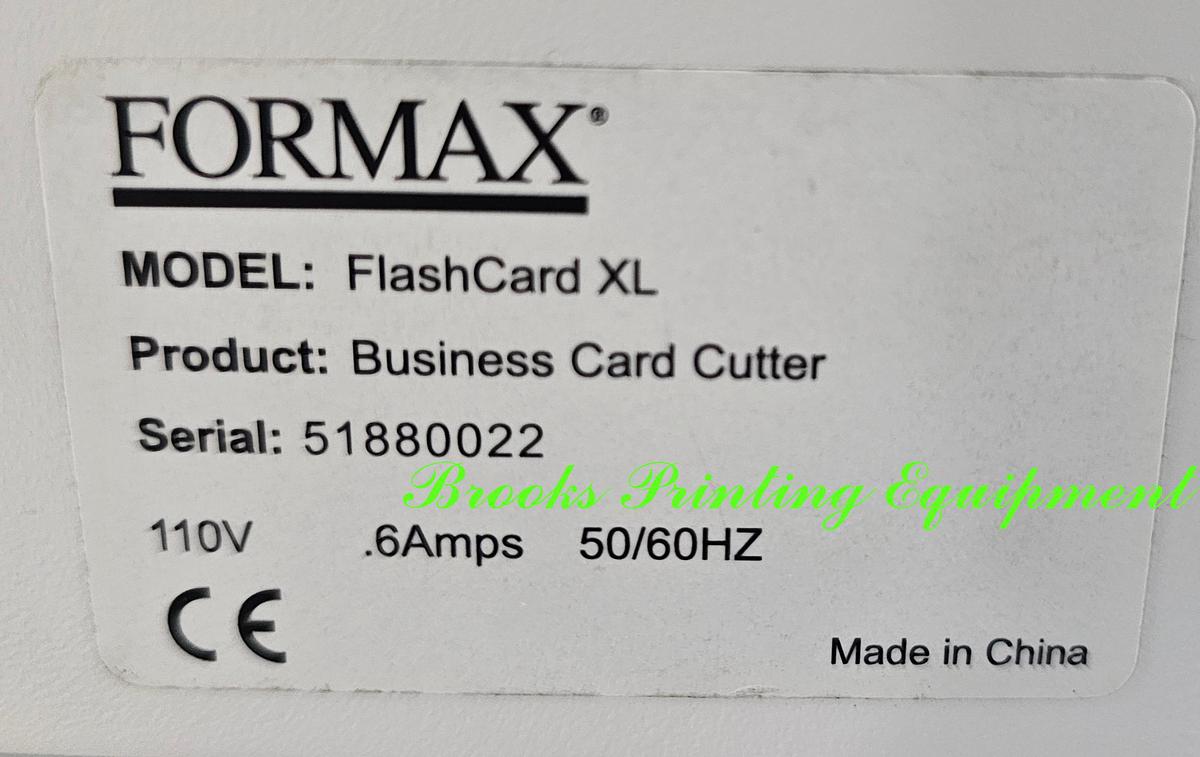 FORMAX®
MODEL: FlashCard XL
Product: Business Card Cutter
Serial: 51880022
Brooks Printing Equipment
110V .6Amps 50/60HZ
CE
Made in China